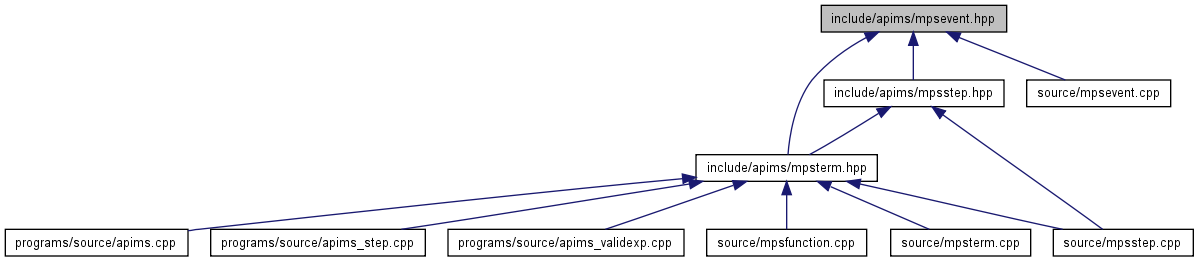 include/apims/mpsevent.hpp
include/apims/mpsstep.hpp
source/mpsevent.cpp
include/apims/mpsterm.hpp
programs/source/apims.cpp
programs/source/apims_step.cpp
programs/source/apims_validexp.cpp
source/mpsfunction.cpp
source/mpsterm.cpp
source/mpsstep.cpp